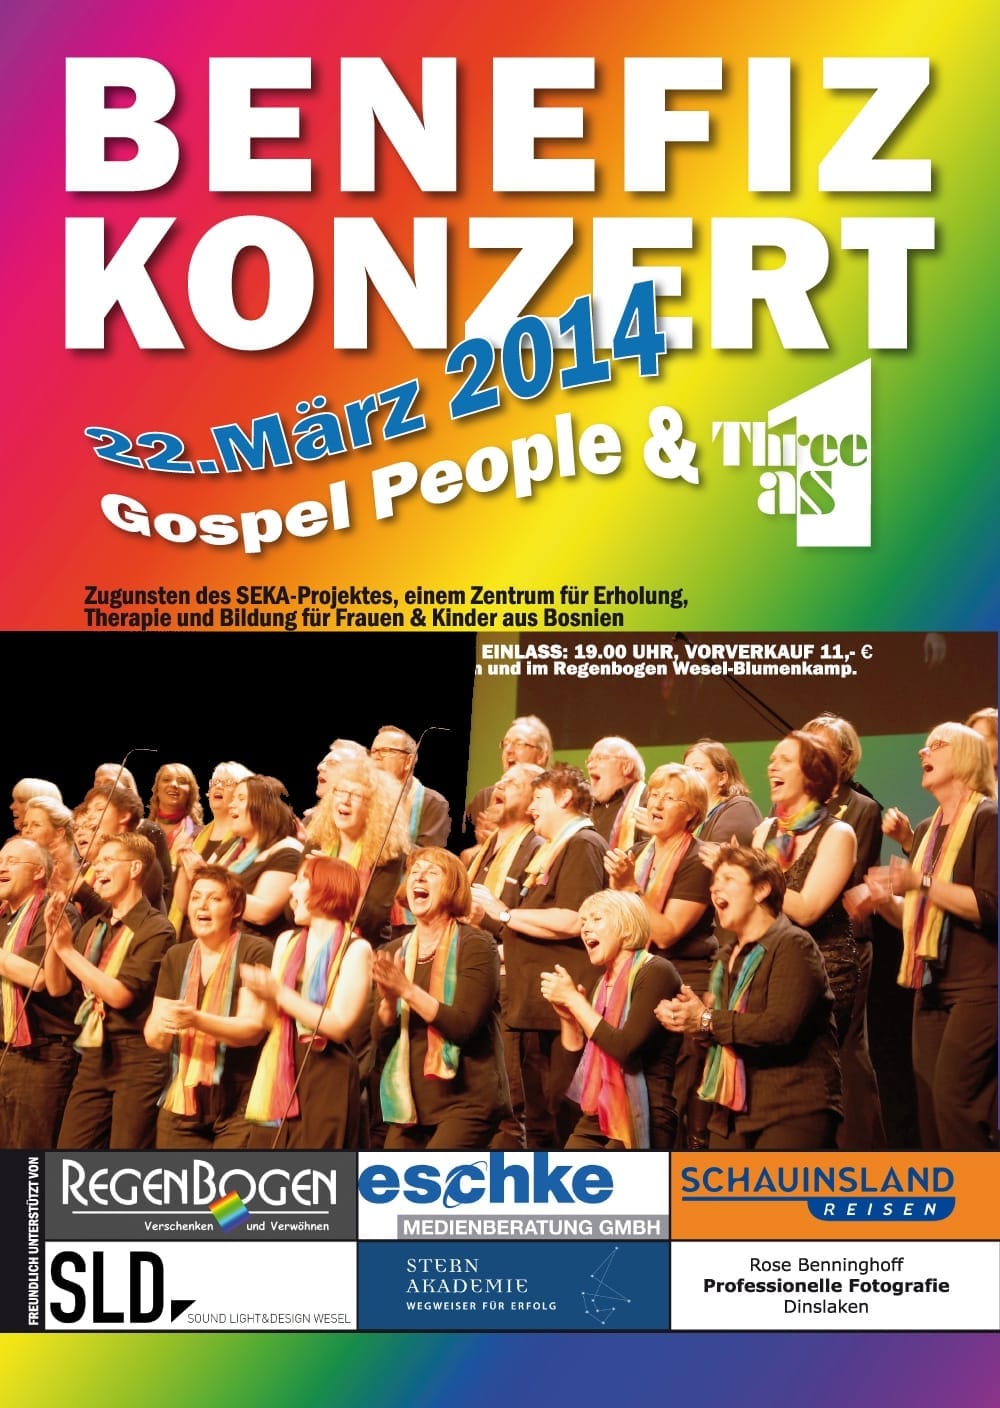 BENEFIZ
KONZERT
22.März 2014
Gospel People & Three as 1
Zugunsten des SEKA-Projektes, einem Zentrum für Erholung,
Therapie und Bildung für Frauen & Kinder aus Bosnien
EINLASS: 19.00 UHR, VORVERKAUF 11,- €
und im Regenbogen Wesel-Blumenkamp.
FREUNDLICH UNTERSTÜTZT VON
REGENBOGEN
Verschenken und Verwöhnen
eschke
MEDIENBERATUNG GMBH
SCHAUINSLAND
REISEN
SLD
SOUND LIGHT&DESIGN WESEL
STERN
AKADEMIE
WEGWEISER FÜR ERFOLG
Rose Benninghoff
Professionelle Fotografie
Dinslaken